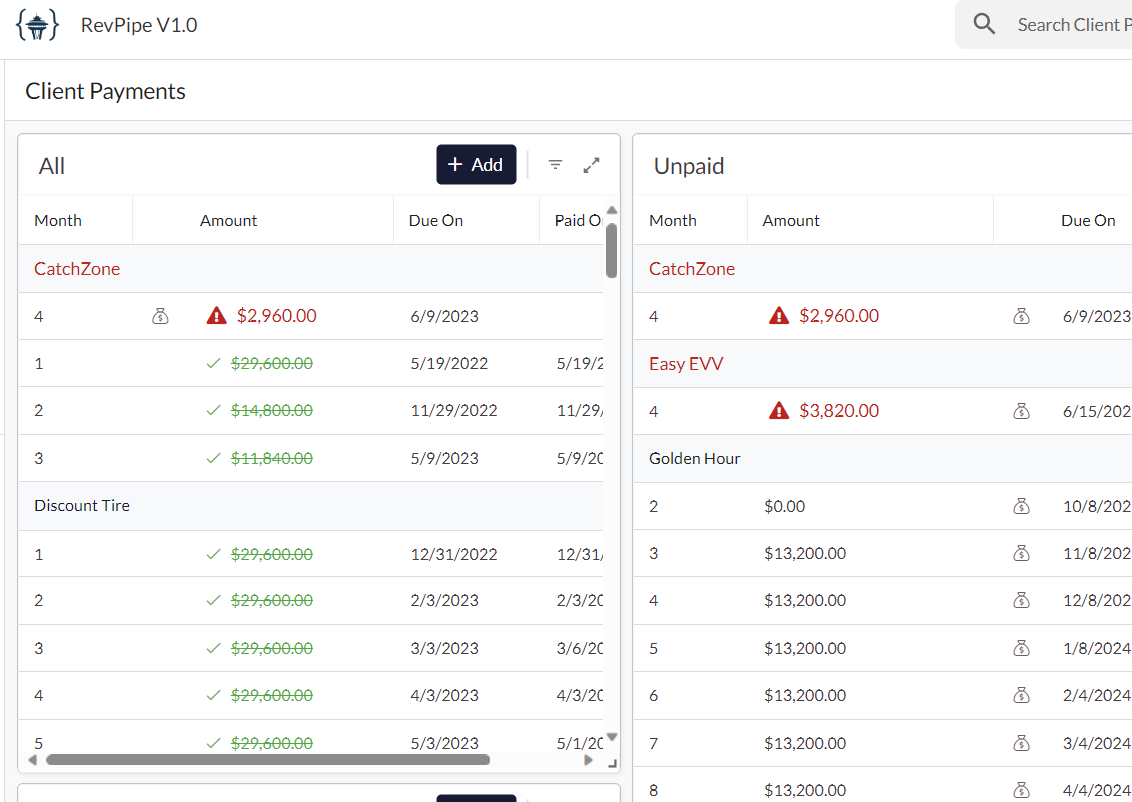 RevPipe V1.0
Search Client P
Client Payments
All
+ Add
Month Amount Due On Paid O
CatchZone
4 $2,960.00 6/9/2023
1 $29,600.00 5/19/2022 5/19/2
2 $14,800.00 11/29/2022 11/29/
3 $11,840.00 5/9/2023 5/9/20
Discount Tire
1 $29,600.00 12/31/2022 12/31/
2 $29,600.00 2/3/2023 2/3/20
3 $29,600.00 3/3/2023 3/6/20
4 $29,600.00 4/3/2023 4/3/20
5 $29,600.00 5/3/2023 5/1/20
Unpaid
Month Amount Due On
CatchZone
4 $2,960.00 6/9/2023
Easy EVV
4 $3,820.00 6/15/202
Golden Hour
2 $0.00 10/8/202
3 $13,200.00 11/8/202
4 $13,200.00 12/8/202
5 $13,200.00 1/8/2024
6 $13,200.00 2/4/2024
7 $13,200.00 3/4/2024
8 $13,200.00 4/4/2024